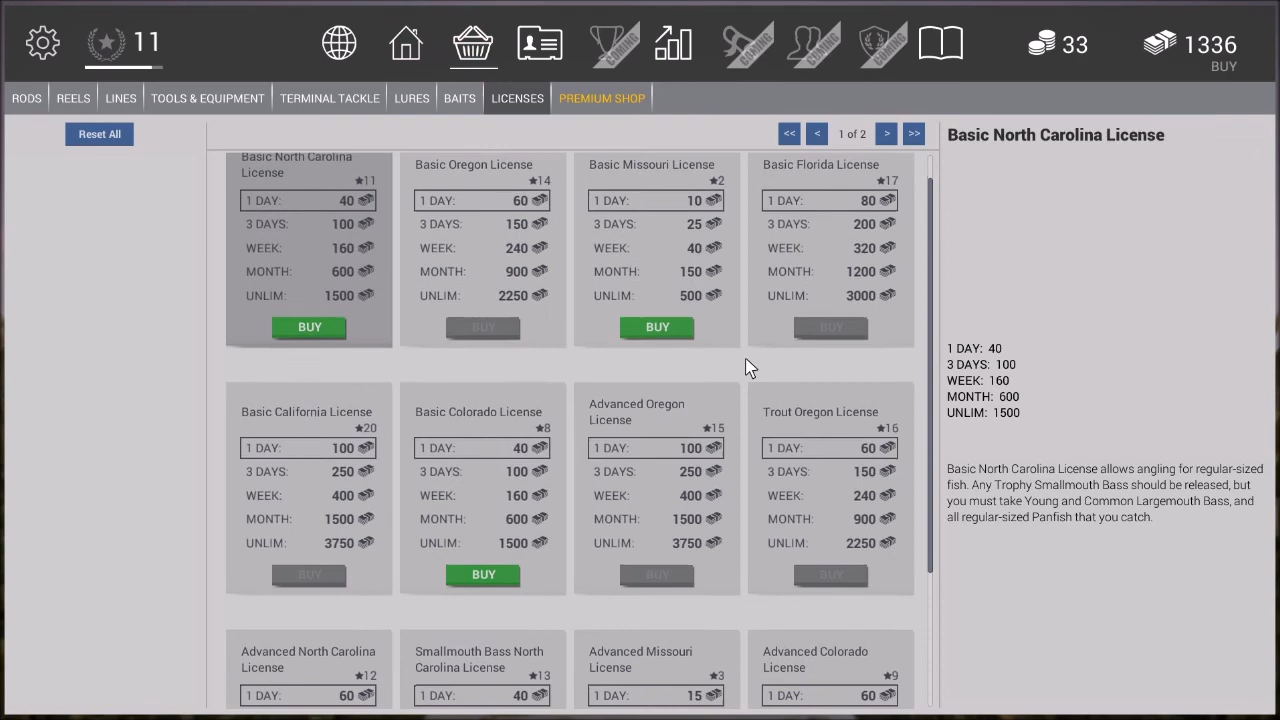 11
COMING
COMING
COMING
COMING
33
1336
BUY
RODS
REELS
LINES
TOOLS & EQUIPMENT
TERMINAL TACKLE
LURES
BAITS
LICENSES
PREMIUM SHOP
Reset All
<<
<
1 of 2
>
>>
Basic North Carolina License
★11
1 DAY: 40
3 DAYS: 100
WEEK: 160
MONTH: 600
UNLIM: 1500
BUY
Basic Oregon License
★14
1 DAY: 60
3 DAYS: 150
WEEK: 240
MONTH: 900
UNLIM: 2250
BUY
Basic Missouri License
★2
1 DAY: 10
3 DAYS: 25
WEEK: 40
MONTH: 150
UNLIM: 500
BUY
Basic Florida License
★17
1 DAY: 80
3 DAYS: 200
WEEK: 320
MONTH: 1200
UNLIM: 3000
BUY
Basic California License
★20
1 DAY: 100
3 DAYS: 250
WEEK: 400
MONTH: 1500
UNLIM: 3750
BUY
Basic Colorado License
★8
1 DAY: 40
3 DAYS: 100
WEEK: 160
MONTH: 600
UNLIM: 1500
BUY
Advanced Oregon
License
★15
1 DAY: 100
3 DAYS: 250
WEEK: 400
MONTH: 1500
UNLIM: 3750
BUY
Trout Oregon License
★16
1 DAY: 60
3 DAYS: 150
WEEK: 240
MONTH: 900
UNLIM: 2250
BUY
Advanced North Carolina
License
★12
1 DAY: 60
Smallmouth Bass North
Carolina License
★13
1 DAY: 40
Advanced Missouri
License
★3
1 DAY: 15
Advanced Colorado
License
★9
1 DAY: 60
Basic North Carolina
License
1 DAY: 40
3 DAYS: 100
WEEK: 160
MONTH: 600
UNLIM: 1500
Basic North Carolina License allows angling for regular-sized
fish. Any Trophy Smallmouth Bass should be released, but
you must take Young and Common Largemouth Bass, and
all regular-sized Panfish that you catch.